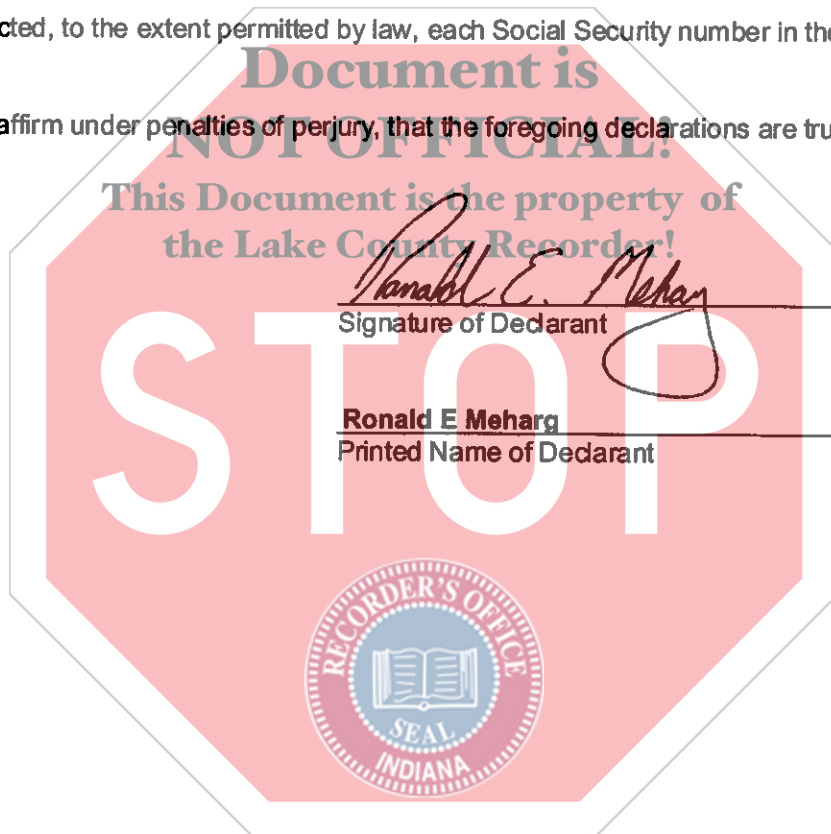 cted, to the extent permitted by law, each Social Security number in the
Document is
NOT OFFICIAL!
affirm under penalties of perjury, that the foregoing declarations are tru
This Document is the property of
the Lake County Recorder!
Ronald E. Meharg
Signature of Declarant
STOP
Ronald E Meharg
Printed Name of Declarant
RECORDER'S OFFICE
SEAL
INDIANA